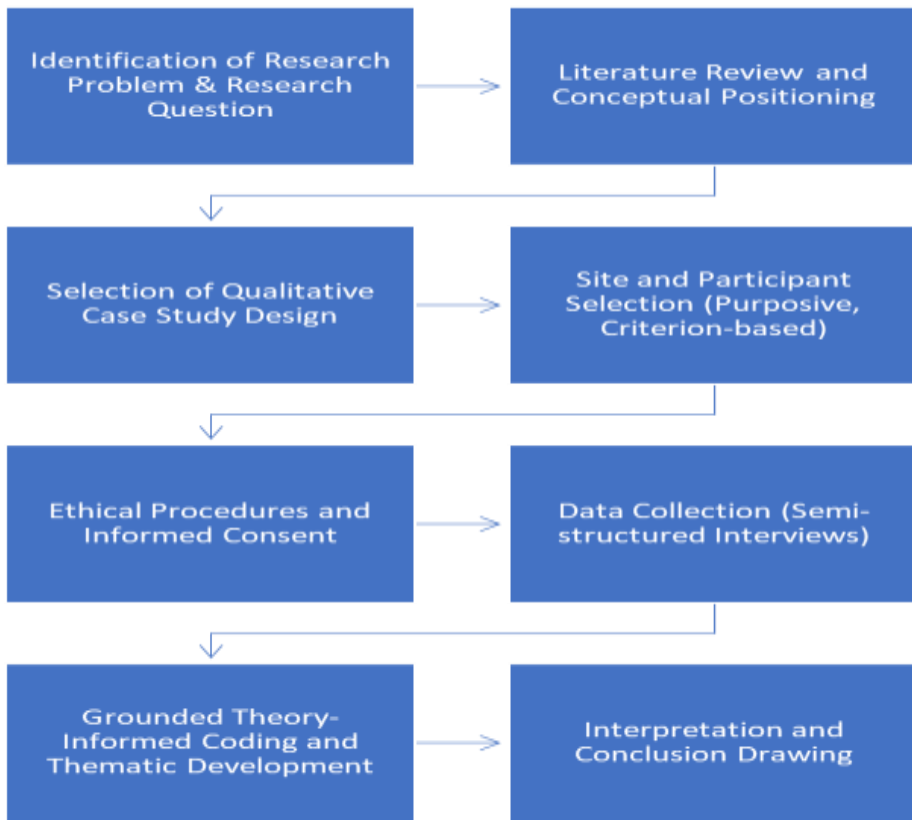 Identification of Research
Problem & Research
Question
Literature Review and
Conceptual Positioning
Selection of Qualitative
Case Study Design
Site and Participant
Selection (Purposive,
Criterion-based)
Ethical Procedures and
Informed Consent
Data Collection (Semi-
structured Interviews)
Grounded Theory-
Informed Coding and
Thematic Development
Interpretation and
Conclusion Drawing